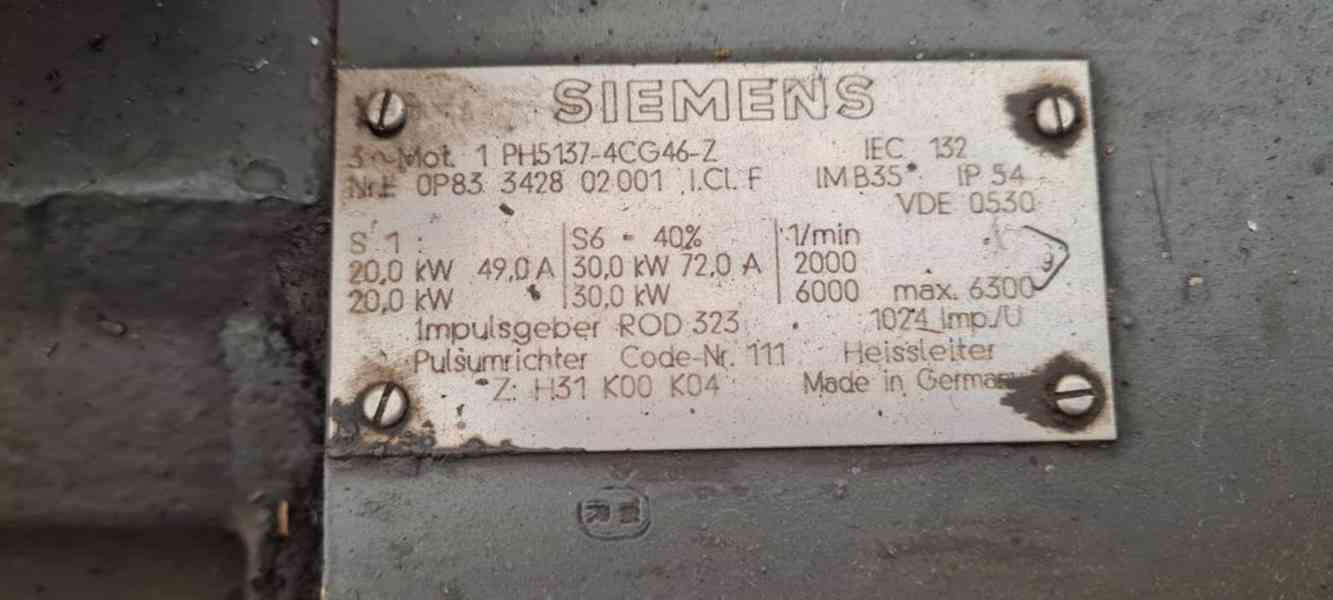 SIEMENS
3~Mot. 1 PH5137-4CG46-Z IEC 132
Nr.E 0P83 3428 02 001 I.Cl. F IM B35 IP 54
VDE 0530
S 1 : S6 - 40% 1/min
20,0 kW 49,0 A 30,0 kW 72,0 A 2000
20,0 kW 30,0 kW 6000 max. 6300
Impulsgeber ROD 323 1024 Imp./U
Pulsumrichter Code-Nr. 111 Heissleiter
Z: H31 K00 K04 Made in Germany